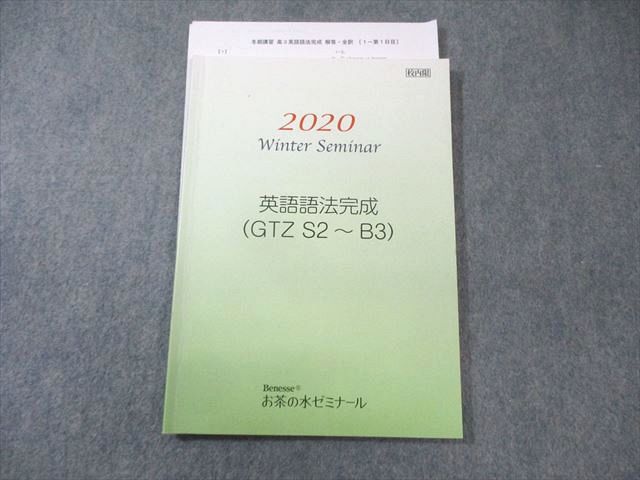 冬期講習 高3英語語法完成 解答・全訳 (1~第1日目)
校内限
2020
Winter Seminar
英語語法完成
(GTZ S2 ~ B3)
Benesse®
お茶の水ゼミナール